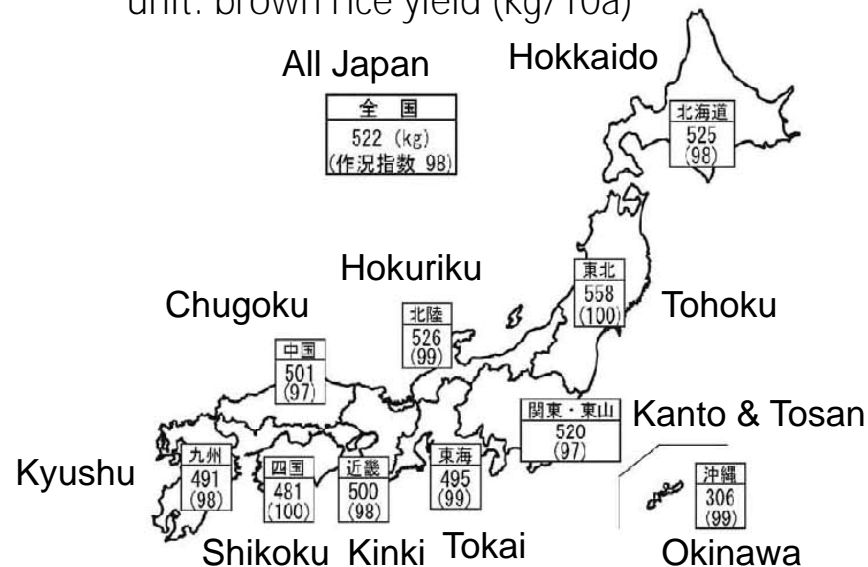 unit: brown rice yield (kg/10a)
All Japan
Hokkaido
全 国
522 (kg)
(作況指数 98)
北海道
525
(98)
Hokuriku
東北
558
(100)
Tohoku
Chugoku
北陸
526
(99)
中国
501
(97)
関東・東山
520
(97)
Kanto & Tosan
Kyushu
九州
491
(98)
四国
481
(100)
近畿
500
(98)
東海
495
(99)
沖縄
306
(99)
Shikoku
Kinki
Tokai
Okinawa